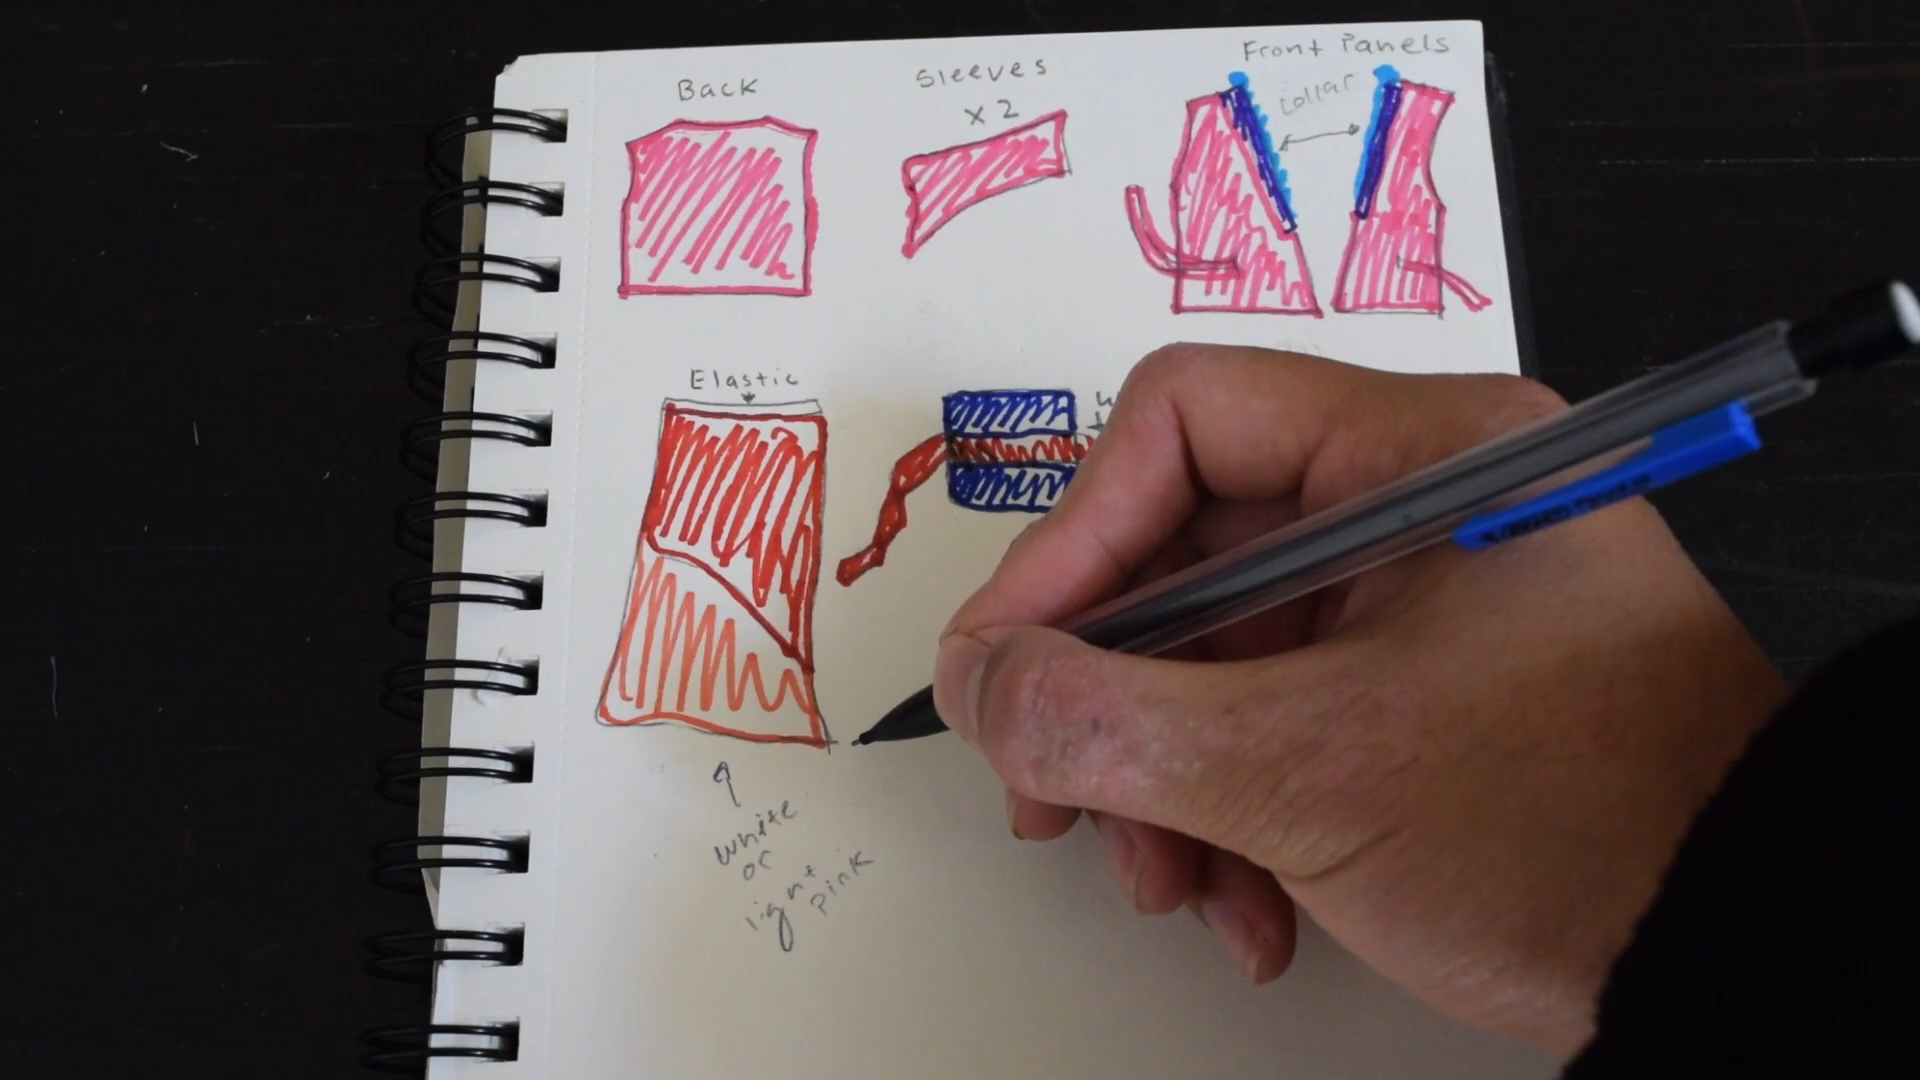 Back
Sleeves
x 2
Front Panels
collar
Elastic
white
or
light
pink